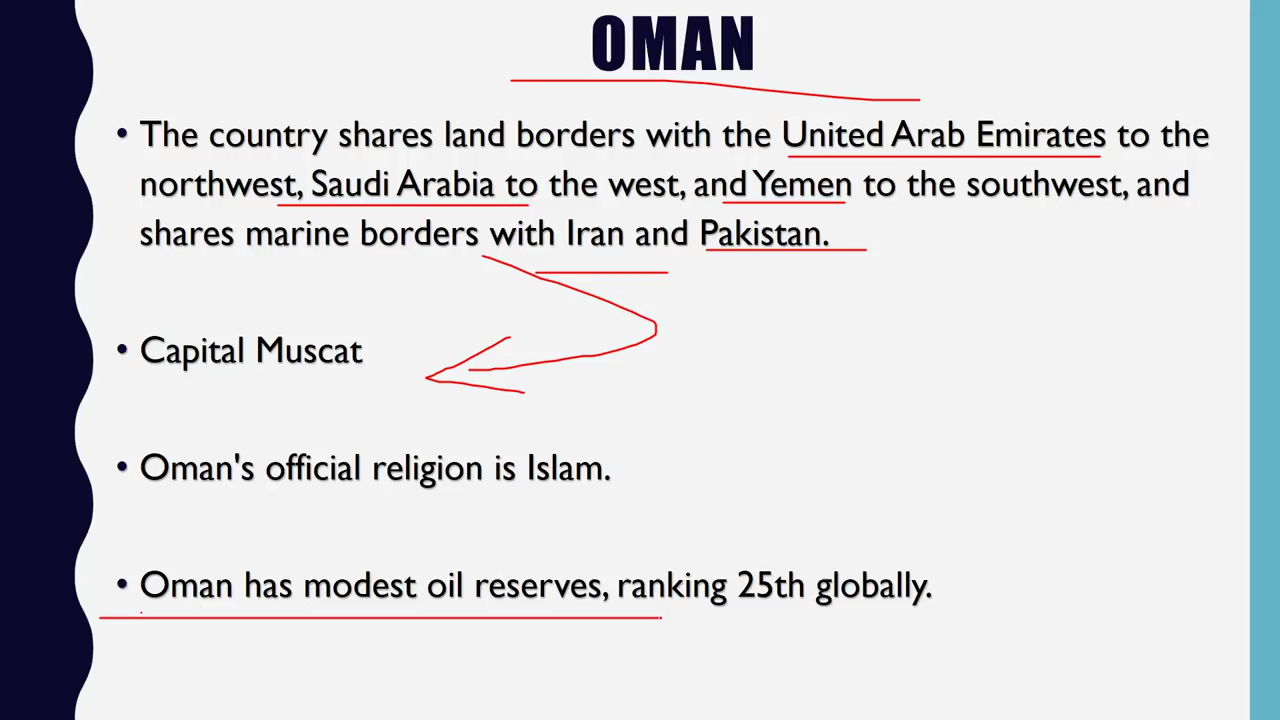 OMAN
• The country shares land borders with the United Arab Emirates to the
northwest, Saudi Arabia to the west, and Yemen to the southwest, and
shares marine borders with Iran and Pakistan.
• Capital Muscat
• Oman's official religion is Islam.
• Oman has modest oil reserves, ranking 25th globally.